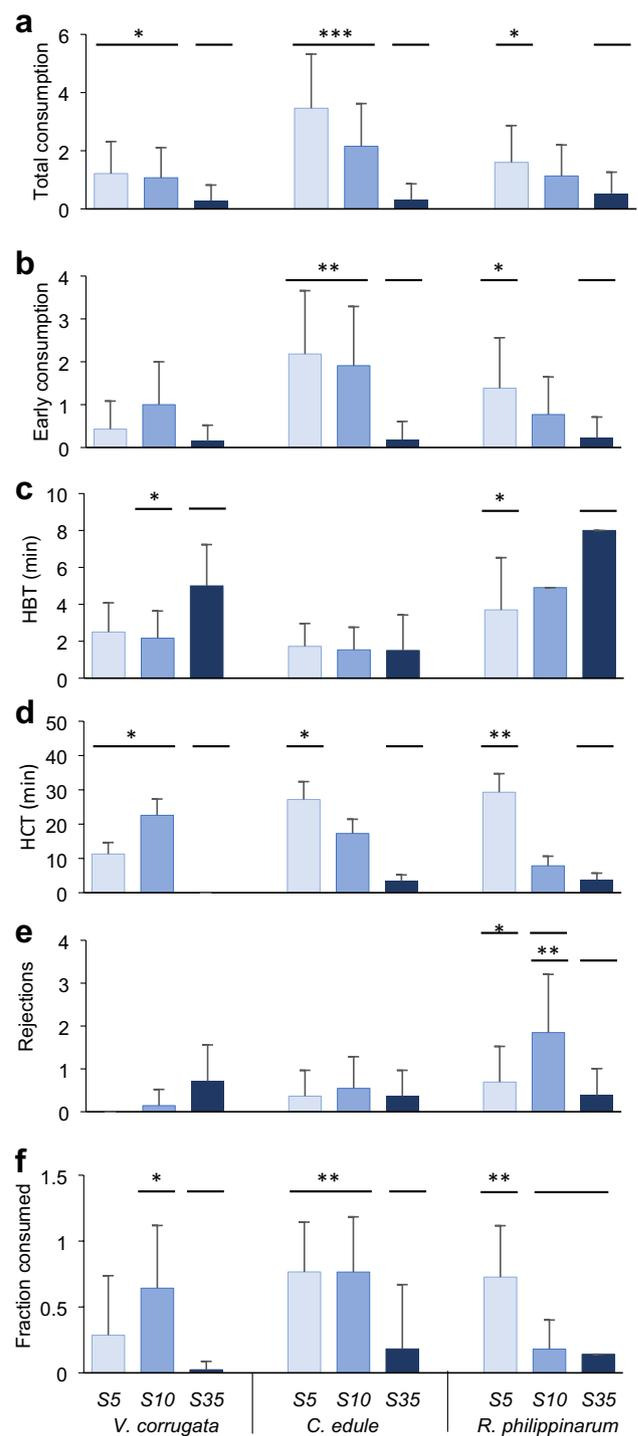 a
Total consumption
6
4
2
0
* *** *
b
Early consumption
4
3
2
1
0
** *
c
HBT (min)
10
8
6
4
2
0
* *
d
HCT (min)
50
40
30
20
10
0
* * **
e
Rejections
4
3
2
1
0
*
**
f
Fraction consumed
1.5
1
0.5
0
* ** **
S5 S10 S35 S5 S10 S35 S5 S10 S35
V. corrugata C. edule R. philippinarum